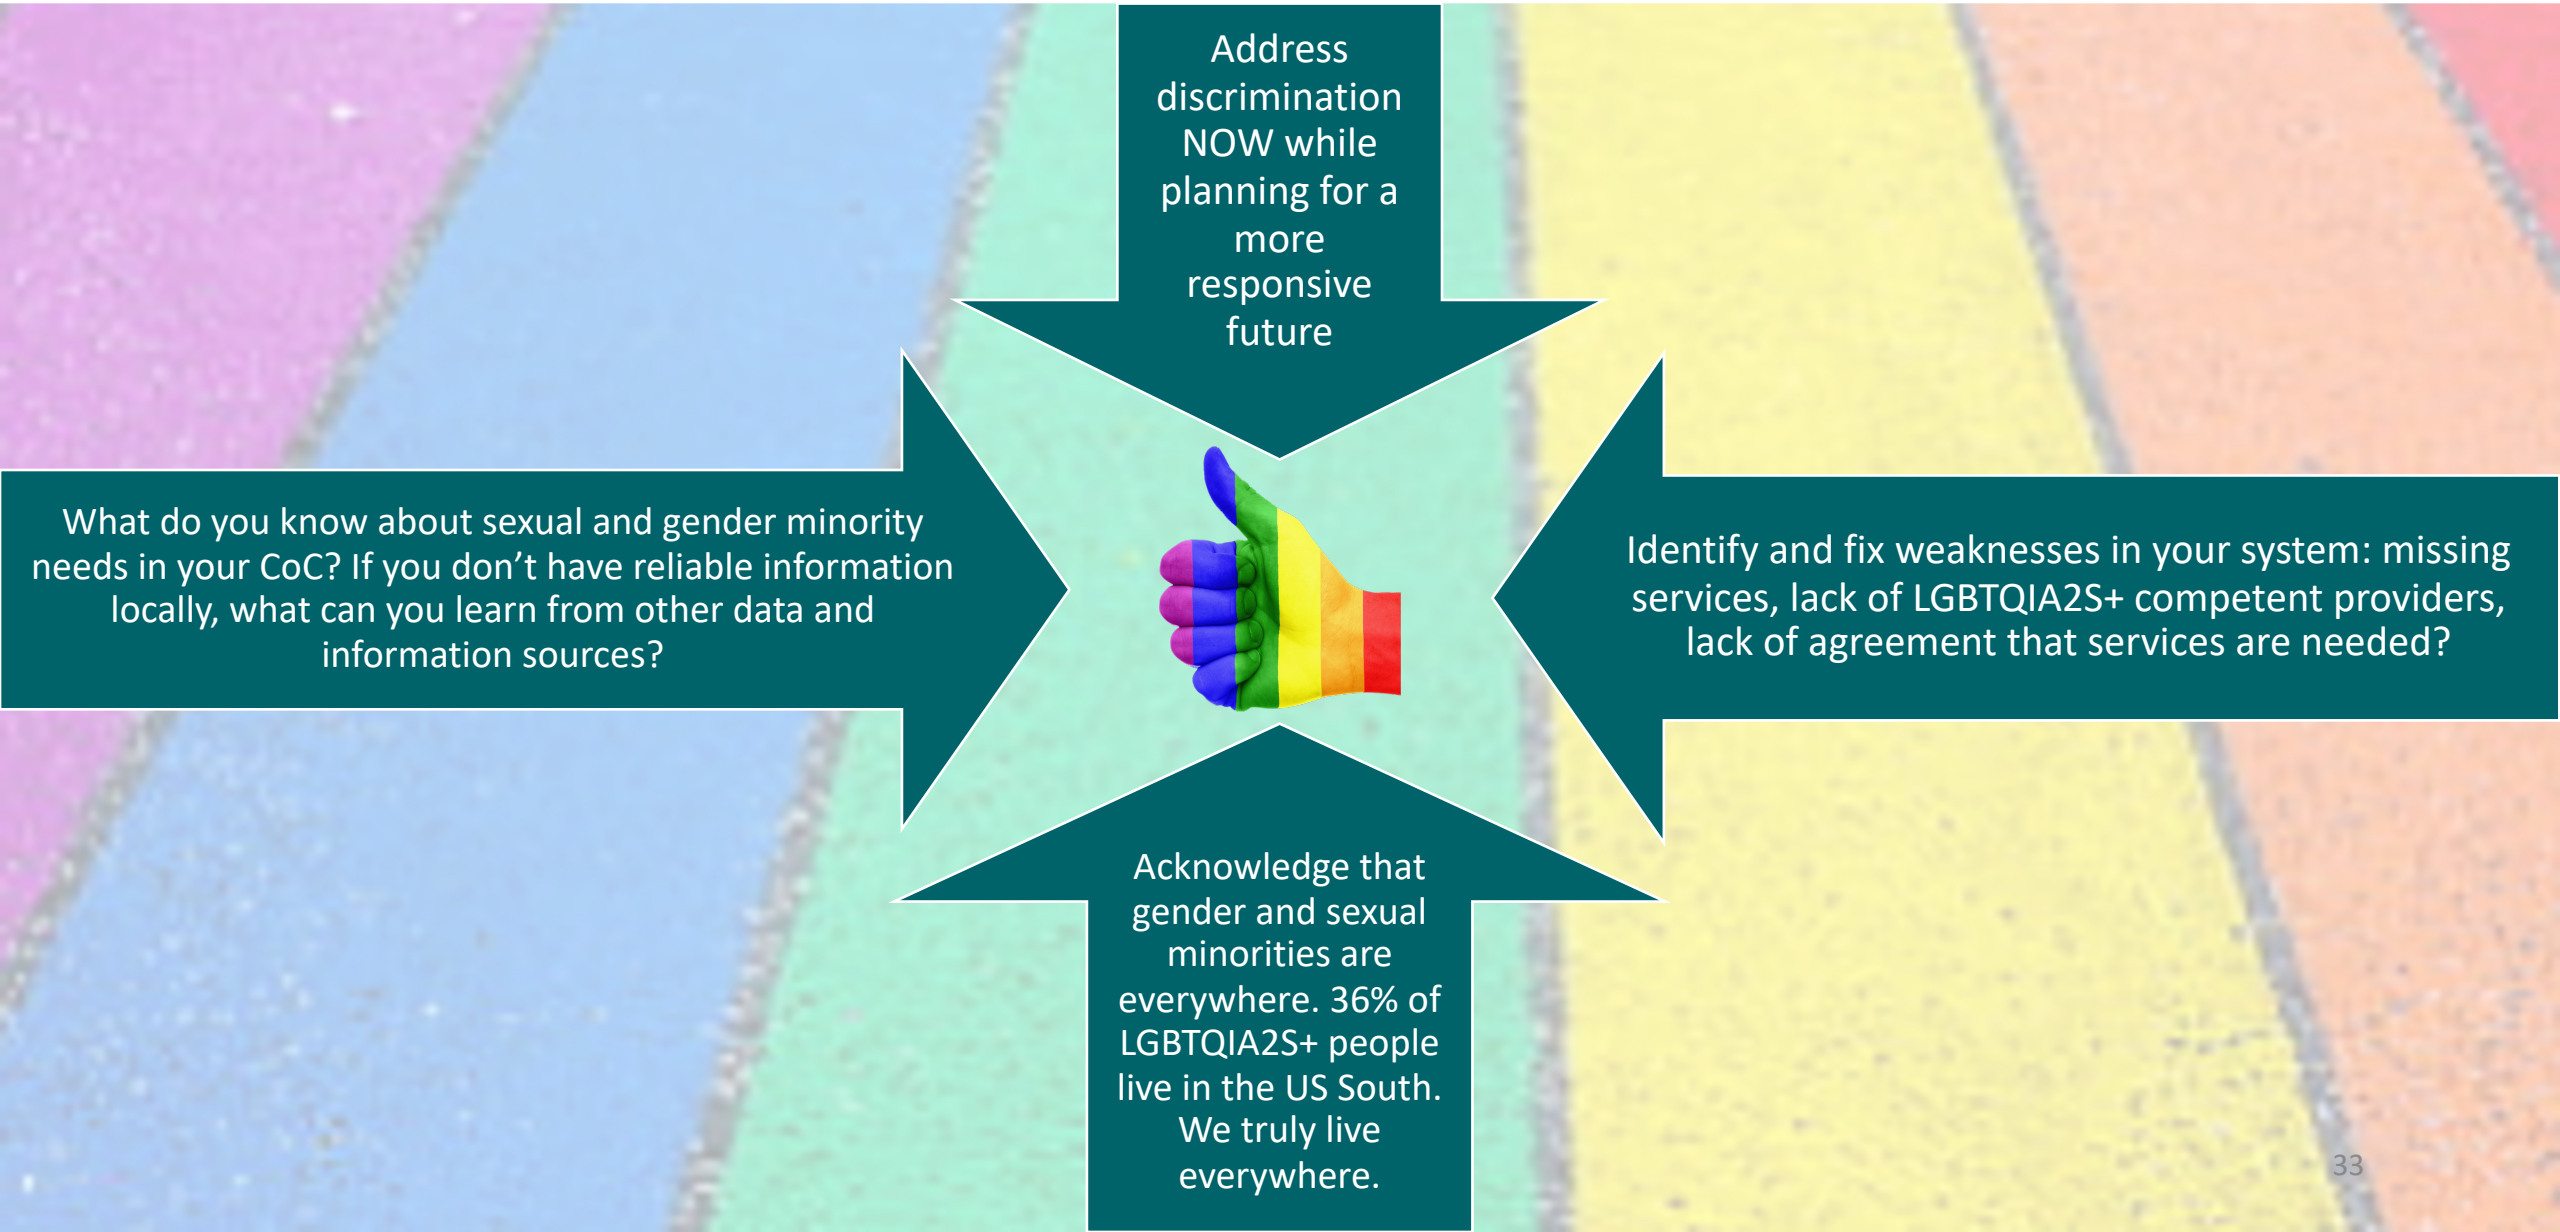 Address
discrimination
NOW while
planning for a
more
responsive
future
What do you know about sexual and gender minority
needs in your CoC? If you don’t have reliable information
locally, what can you learn from other data and
information sources?
Identify and fix weaknesses in your system: missing
services, lack of LGBTQIA2S+ competent providers,
lack of agreement that services are needed?
Acknowledge that
gender and sexual
minorities are
everywhere. 36% of
LGBTQIA2S+ people
live in the US South.
We truly live
everywhere.
33